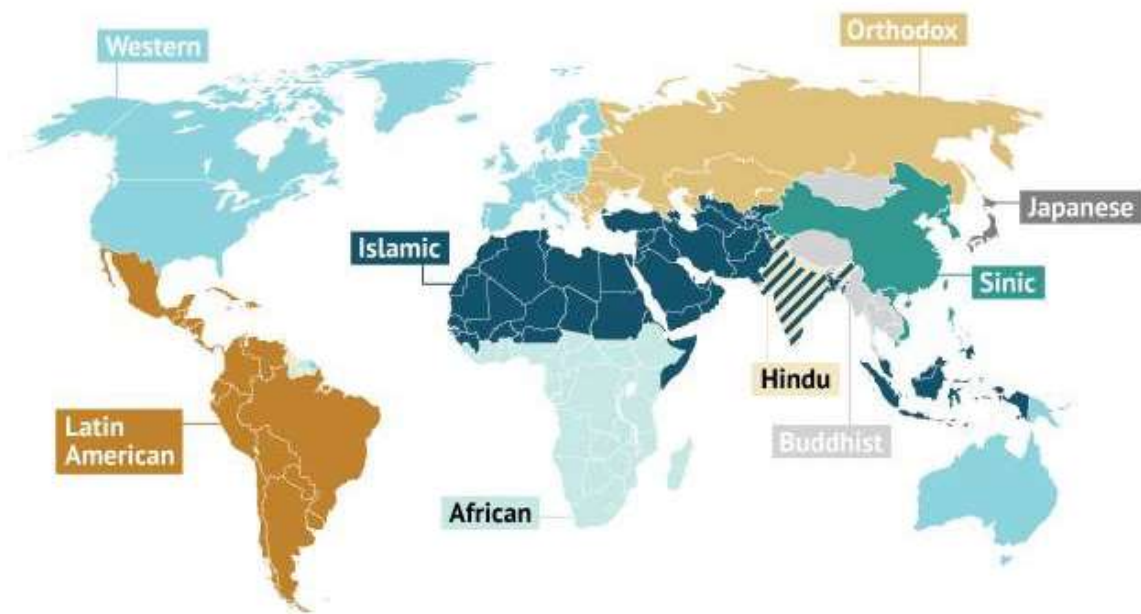 Western
Orthodox
Japanese
Islamic
Sinic
Hindu
Latin
American
Buddhist
African